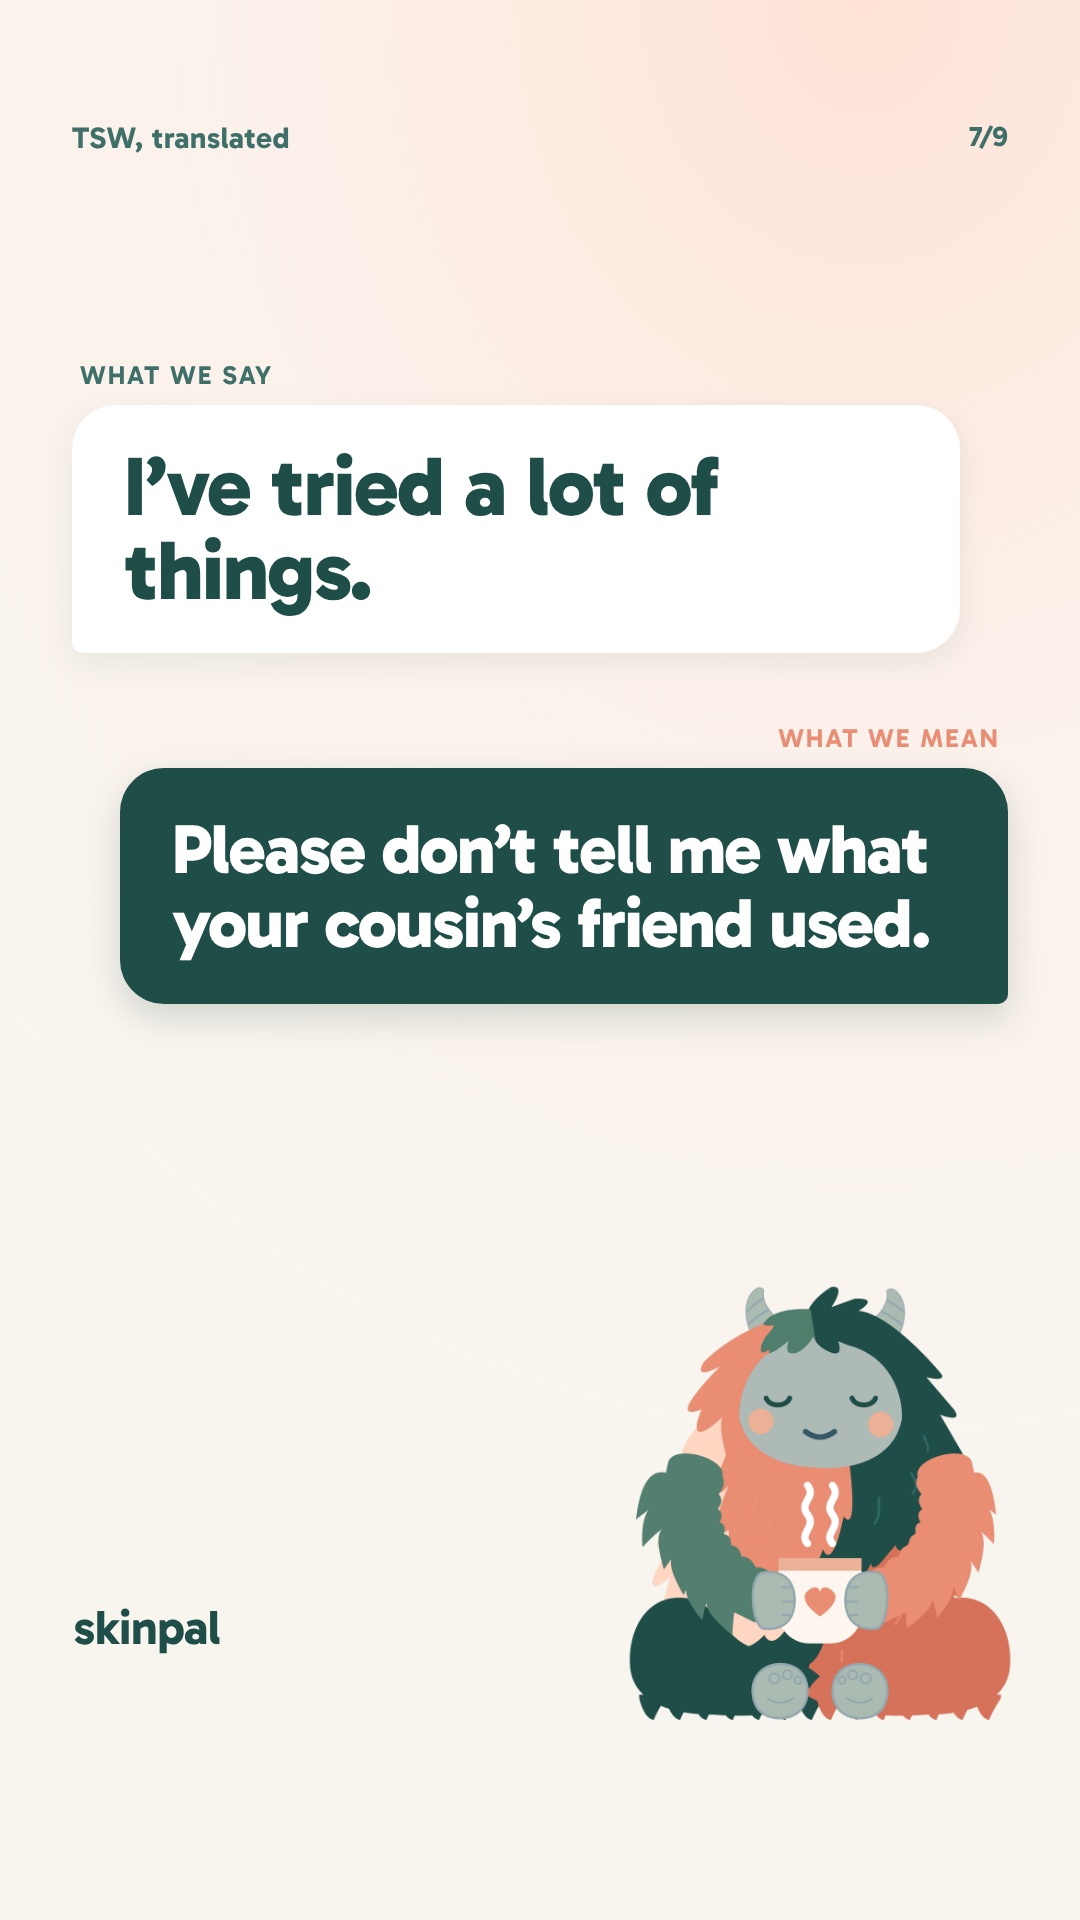 TSW, translated
7/9
WHAT WE SAY
I’ve tried a lot of
things.
WHAT WE MEAN
Please don’t tell me what
your cousin’s friend used.
skinpal